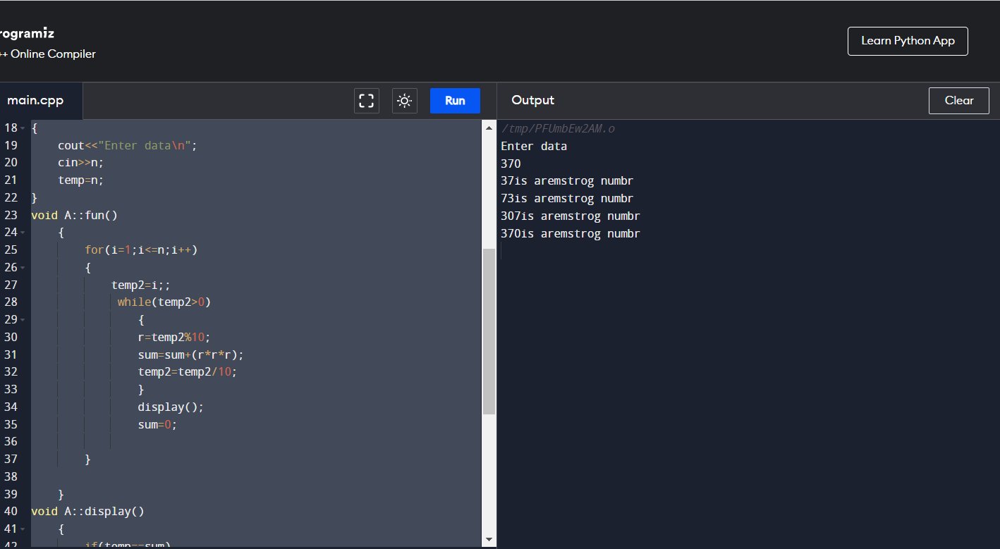 rogramiz
++ Online Compiler
Learn Python App
main.cpp
Run
Output
Clear
18 {
19 cout<<"Enter data\n";
20 cin>>n;
21 temp=n;
22 }
23 void A::fun()
24 {
25 for(i=1;i<=n;i++)
26 {
27 temp2=i;;
28 while(temp2>0)
29 {
30 r=temp2%10;
31 sum=sum+(r*r*r);
32 temp2=temp2/10;
33 }
34 display();
35 sum=0;
36
37 }
38
39 }
40 void A::display()
41 {
42 if(temp==sum)
/tmp/PFUmbEw2AM.o
Enter data
370
37is aremstrog numbr
73is aremstrog numbr
307is aremstrog numbr
370is aremstrog numbr